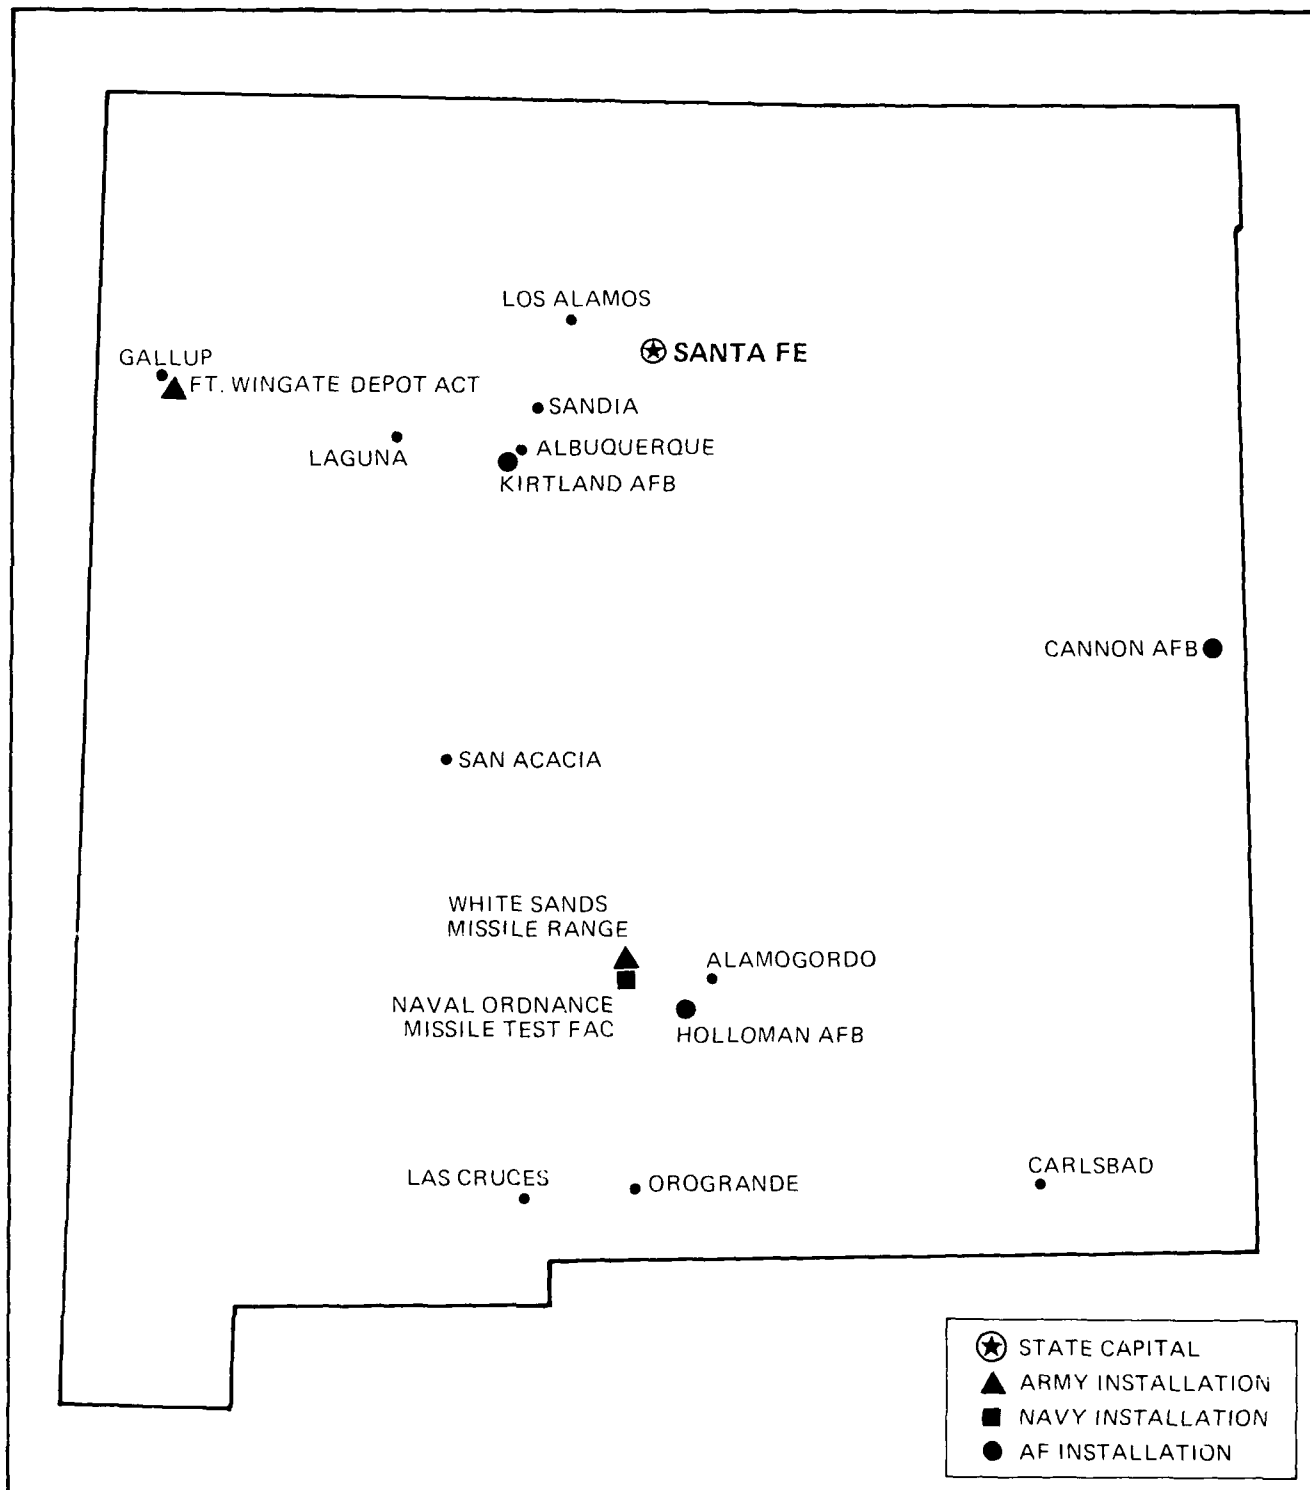 LOS ALAMOS
SANTA FE
GALLUP
FT. WINGATE DEPOT ACT
SANDIA
LAGUNA
ALBUQUERQUE
KIRTLAND AFB
CANNON AFB
SAN ACACIA
WHITE SANDS
MISSILE RANGE
ALAMOGORDO
NAVAL ORDNANCE
MISSILE TEST FAC
HOLLOMAN AFB
LAS CRUCES
OROGRANDE
CARLSBAD
STATE CAPITAL
ARMY INSTALLATION
NAVY INSTALLATION
AF INSTALLATION